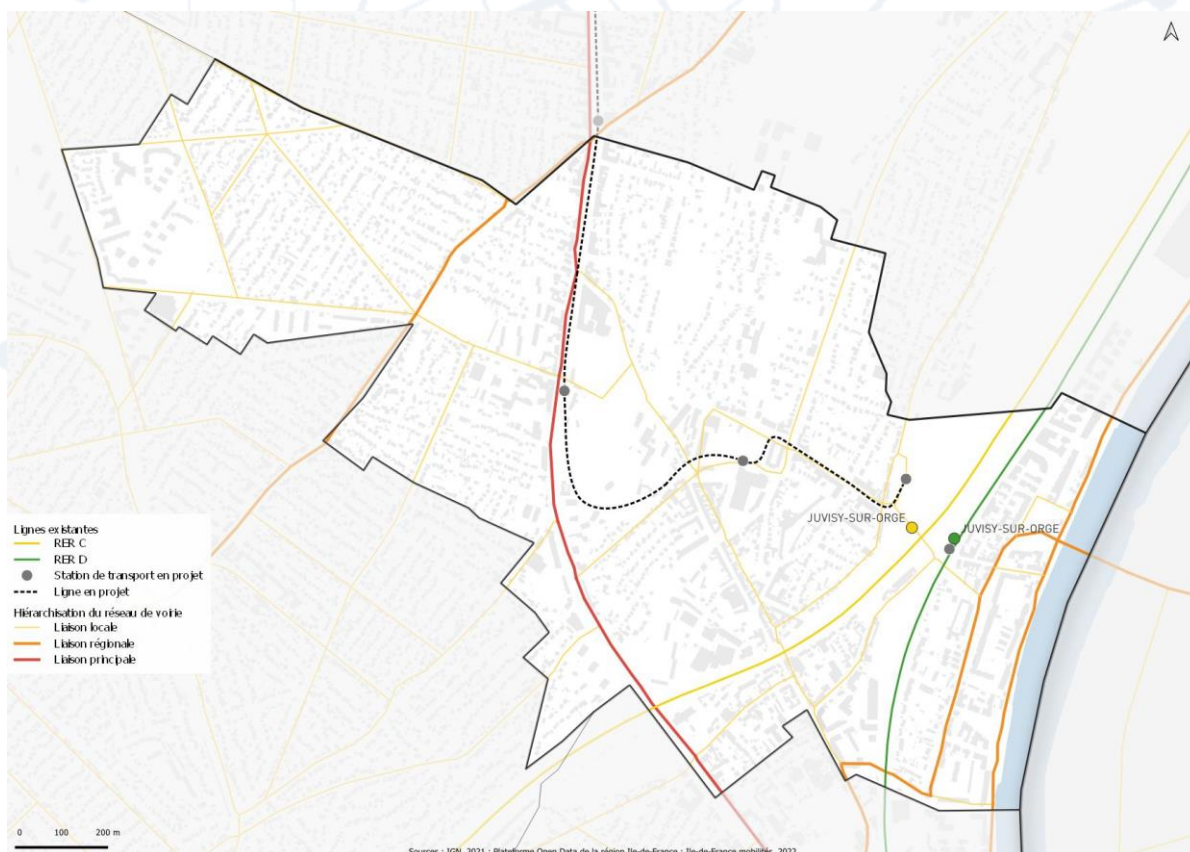 JUVISY-SUR-ORGE
JUVISY-SUR-ORGE
Lignes existantes
RER C
RER D
Station de transport en projet
Ligne en projet
Hiérarchisation du réseau de voirie
Liaison locale
Liaison régionale
Liaison principale
0 100 200 m
Sources : IGN, 2021 ; Plateforme Open Data de la région Ile-de-France ; Ile-de-France mobilités, 2022